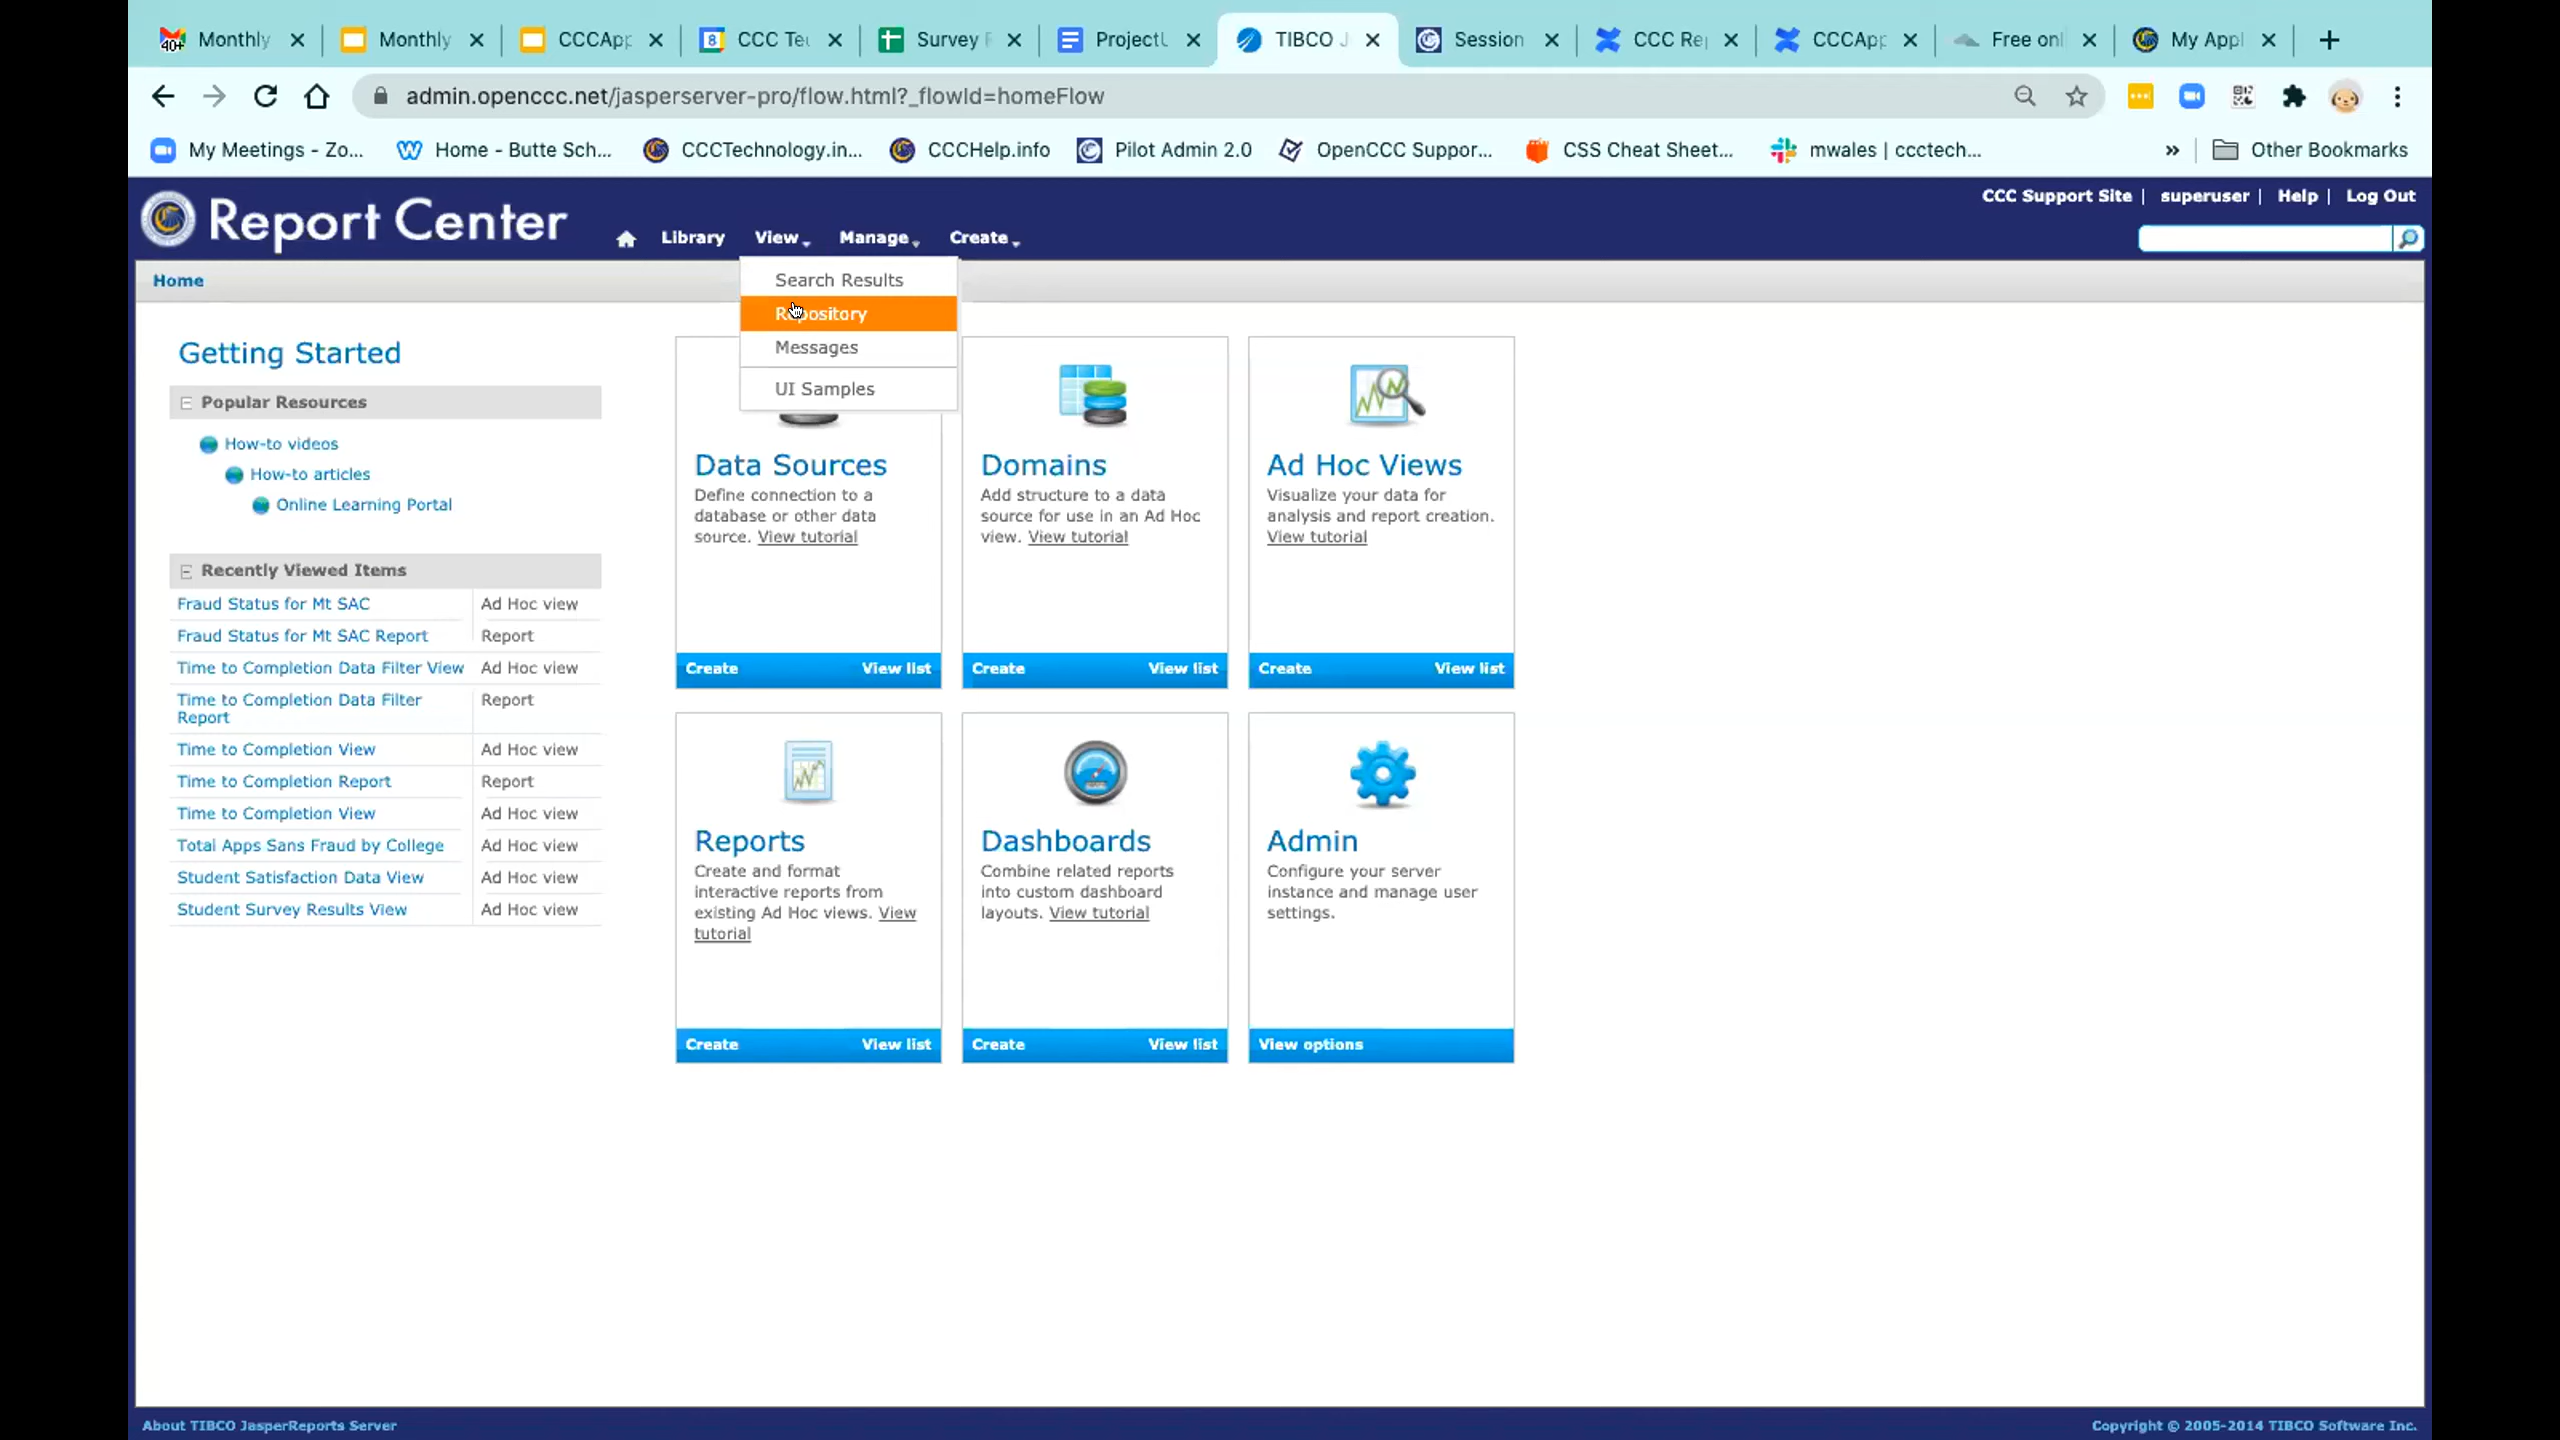 40+ Monthly
Monthly
CCCApp
8 CCC Te
Survey
Project
TIBCO J
Session
CCC Re
CCCApp
Free onl
My Appl
admin.openccc.net/jasperserver-pro/flow.html?_flowId=homeFlow
My Meetings - Zo...
Home - Butte Sch...
CCCTechnology.in...
CCCHelp.info
Pilot Admin 2.0
OpenCCC Suppor...
CSS Cheat Sheet...
mwales | ccctech...
»
Other Bookmarks
Report Center
CCC Support Site | superuser | Help | Log Out
Library View Manage Create
Home
Search Results
Repository
Messages
UI Samples
Getting Started
Popular Resources
How-to videos
How-to articles
Online Learning Portal
Recently Viewed Items
Fraud Status for Mt SAC Ad Hoc view
Fraud Status for Mt SAC Report Report
Time to Completion Data Filter View Ad Hoc view
Time to Completion Data Filter Report
Report
Time to Completion View Ad Hoc view
Time to Completion Report Report
Time to Completion View Ad Hoc view
Total Apps Sans Fraud by College Ad Hoc view
Student Satisfaction Data View Ad Hoc view
Student Survey Results View Ad Hoc view
Data Sources
Define connection to a
database or other data
source. View tutorial
Create View list
Domains
Add structure to a data
source for use in an Ad Hoc
view. View tutorial
Create View list
Ad Hoc Views
Visualize your data for
analysis and report creation.
View tutorial
Create View list
Reports
Create and format
interactive reports from
existing Ad Hoc views. View
tutorial
Create View list
Dashboards
Combine related reports
into custom dashboard
layouts. View tutorial
Create View list
Admin
Configure your server
instance and manage user
settings.
View options
About TIBCO JasperReports Server
Copyright © 2005-2014 TIBCO Software Inc.